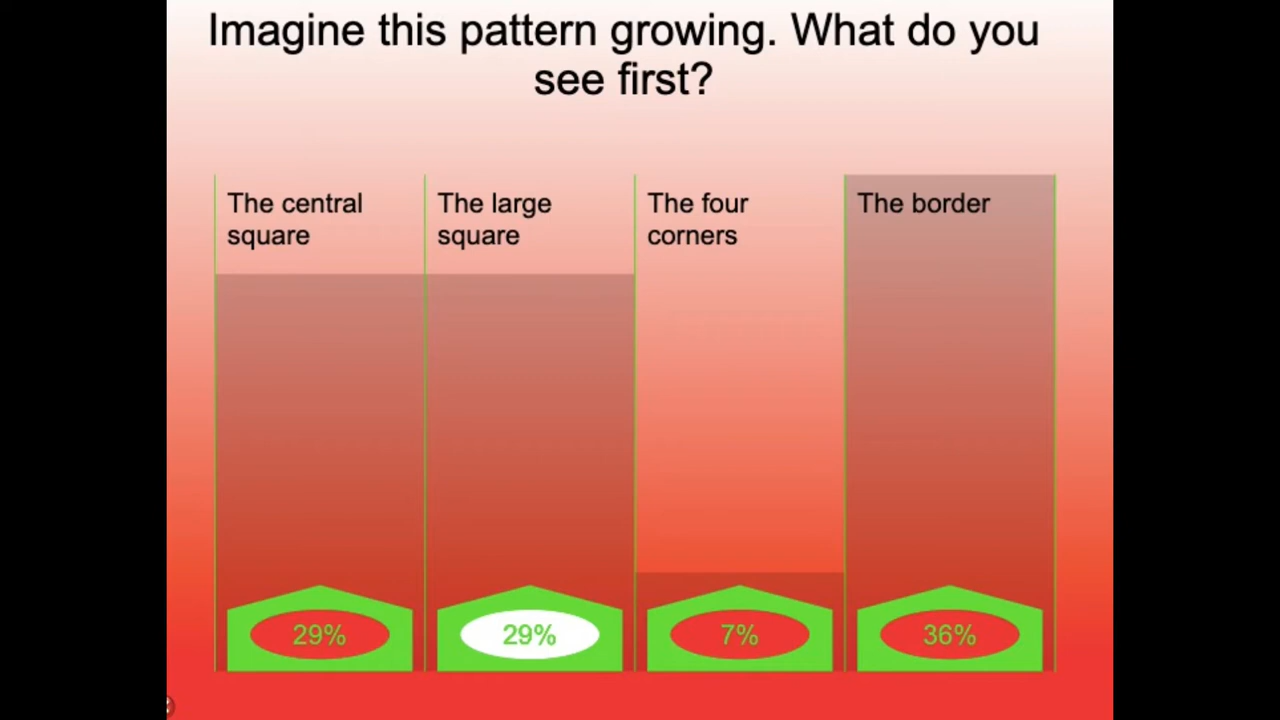 Imagine this pattern growing. What do you
see first?
The central
square
The large
square
The four
corners
The border
29%
29%
7%
36%